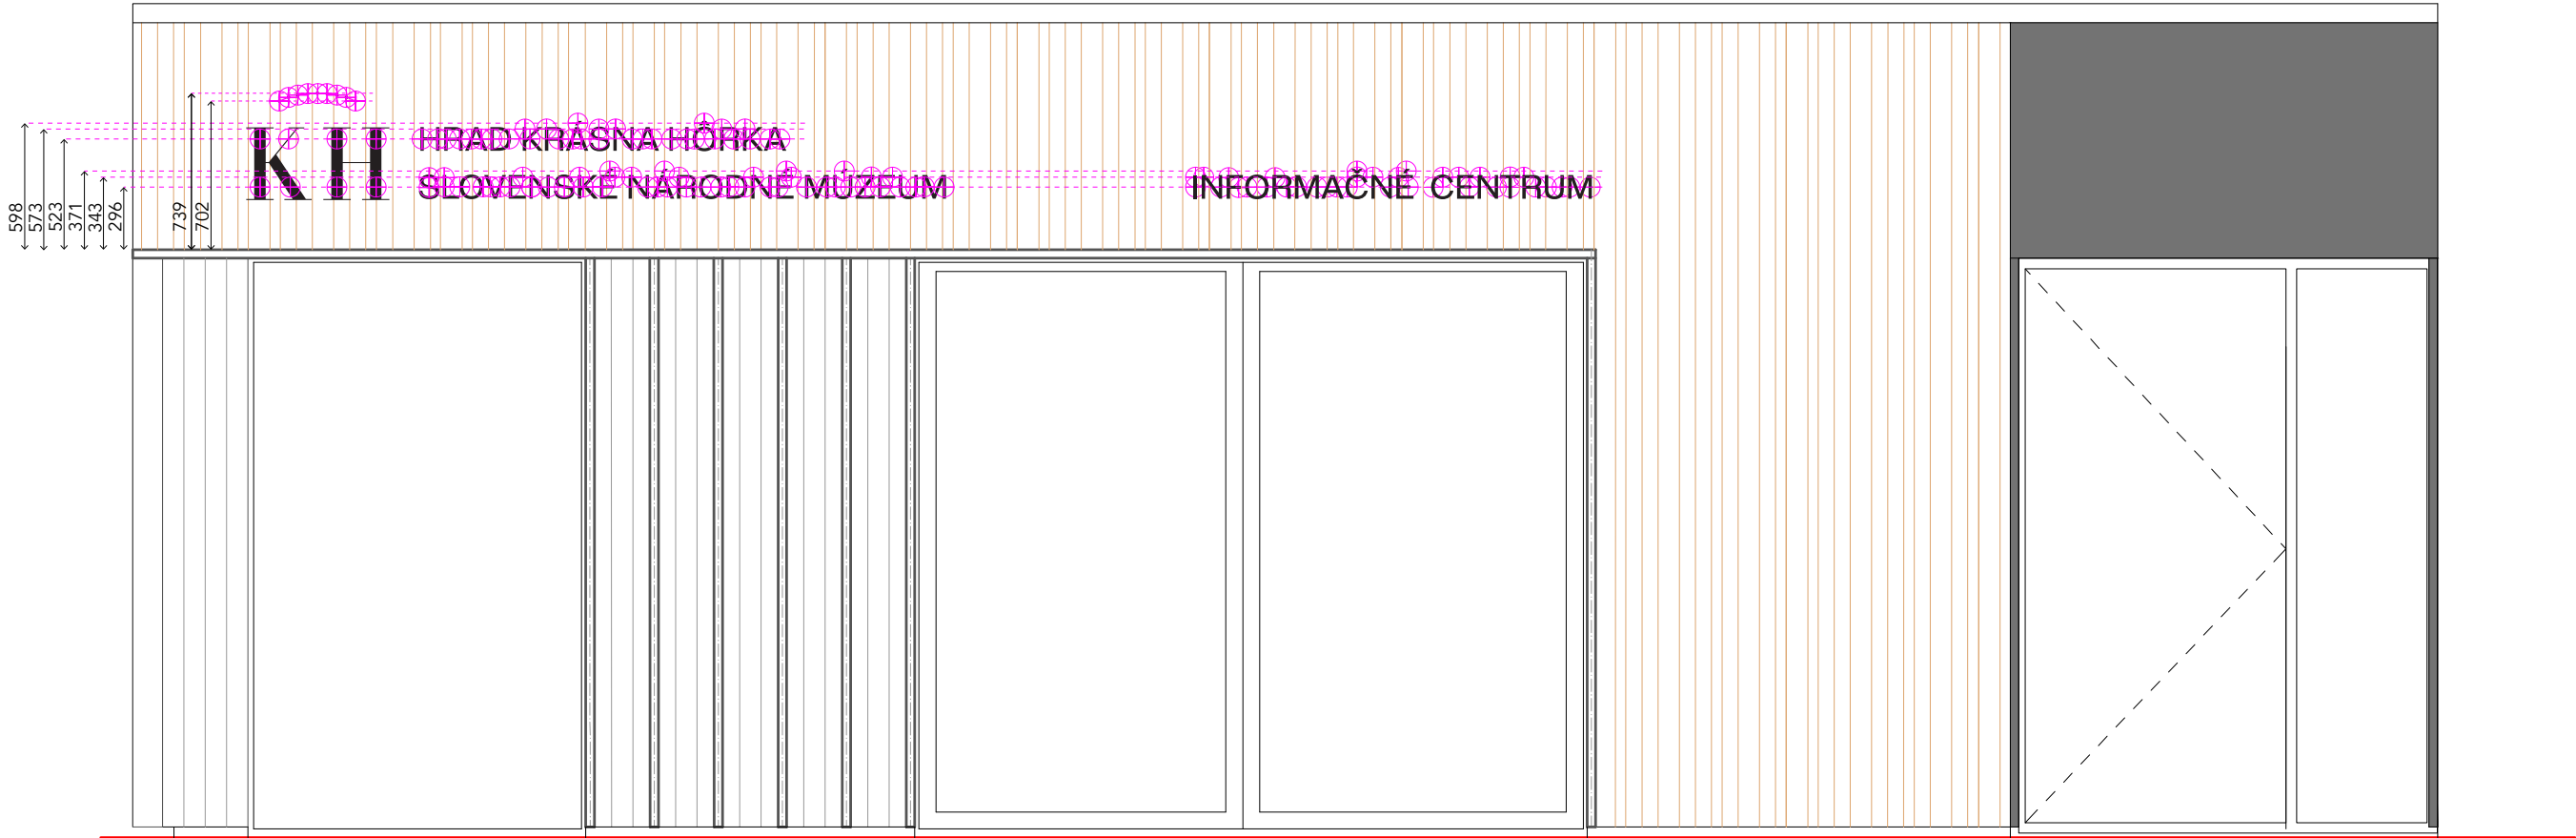 HRAD KRÁSNA HÔRKA
KH
SLOVENSKÉ NÁRODNÉ MÚZEUM
INFORMAČNÉ CENTRUM
598
573
523
371
343
296
739
702